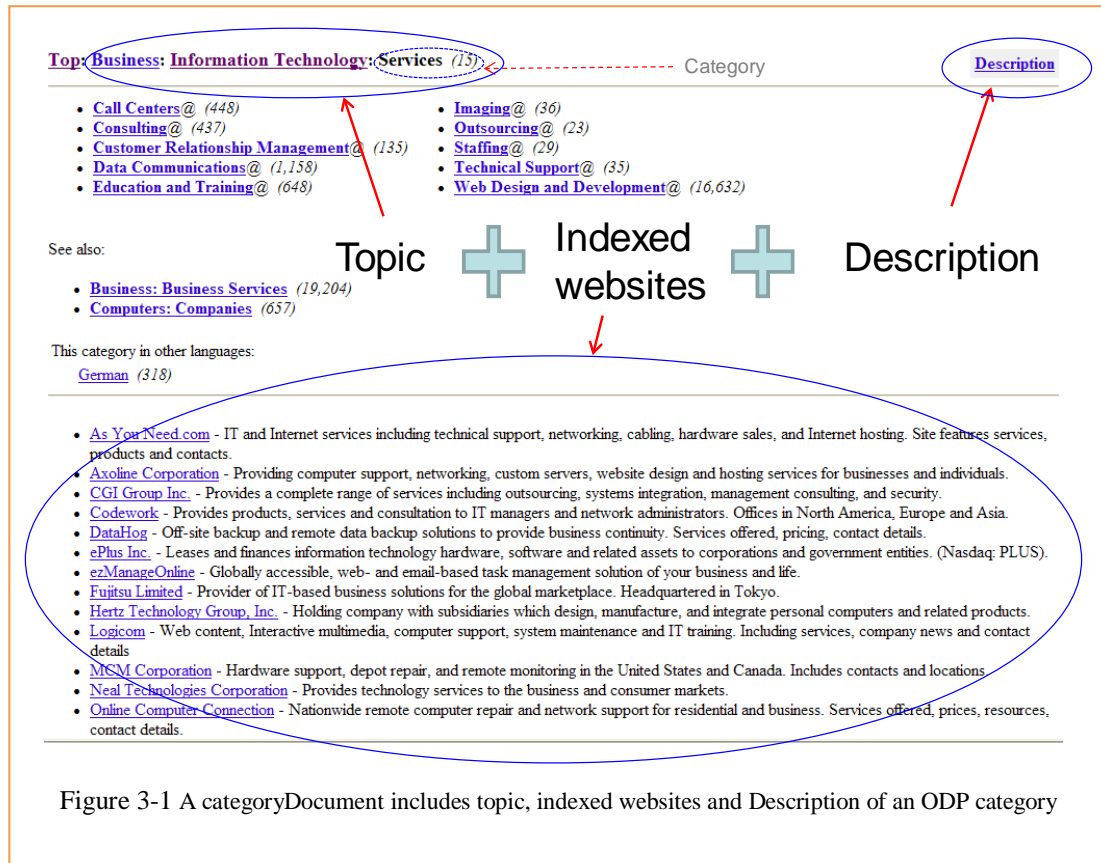 Top: Business: Information Technology: Services (15)
Category
Description
Call Centers@ (448)
Consulting@ (437)
Customer Relationship Management@ (135)
Data Communications@ (1,158)
Education and Training@ (648)
Imaging@ (36)
Outsourcing@ (23)
Staffing@ (29)
Technical Support@ (35)
Web Design and Development@ (16,632)
Topic
Indexed
websites
Description
See also:
Business: Business Services (19,204)
Computers: Companies (657)
This category in other languages:
German (318)
As You Need.com - IT and Internet services including technical support, networking, cabling, hardware sales, and Internet hosting. Site features services,
products and contacts.
Axoline Corporation - Providing computer support, networking, custom servers, website design and hosting services for businesses and individuals.
CGI Group Inc. - Provides a complete range of services including outsourcing, systems integration, management consulting, and security.
Codework - Provides products, services and consultation to IT managers and network administrators. Offices in North America, Europe and Asia.
DataHog - Off-site backup and remote data backup solutions to provide business continuity. Services offered, pricing, contact details.
ePlus Inc. - Leases and finances information technology hardware, software and related assets to corporations and government entities. (Nasdaq: PLUS).
ezManageOnline - Globally accessible, web- and email-based task management solution of your business and life.
Fujitsu Limited - Provider of IT-based business solutions for the global marketplace. Headquartered in Tokyo.
Hertz Technology Group, Inc. - Holding company with subsidiaries which design, manufacture, and integrate personal computers and related products.
Logicom - Web content, Interactive multimedia, computer support, system maintenance and IT training. Including services, company news and contact
details
MCM Corporation - Hardware support, depot repair, and remote monitoring in the United States and Canada. Includes contacts and locations
Neal Technologies Corporation - Provides technology services to the business and consumer markets.
Online Computer Connection - Nationwide remote computer repair and network support for residential and business. Services offered, prices, resources,
contact details.
Figure 3-1 A categoryDocument includes topic, indexed websites and Description of an ODP category